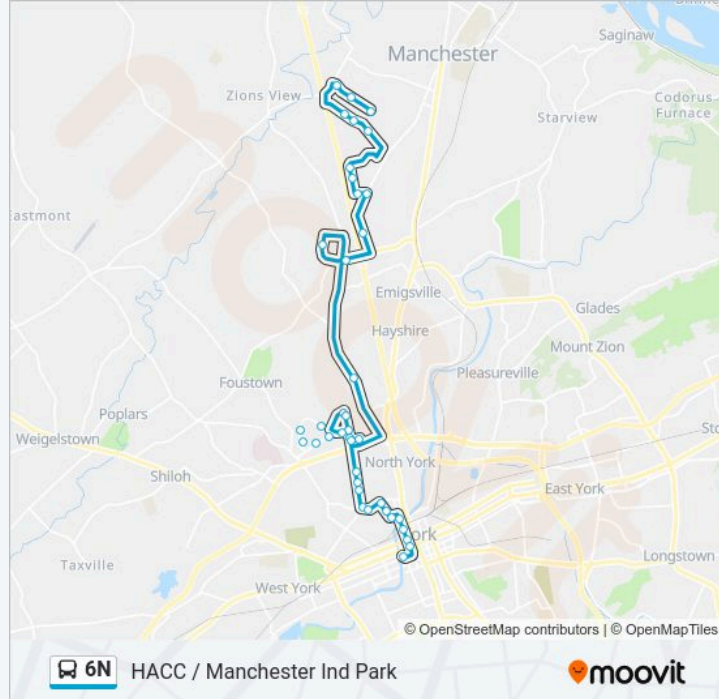 Saginaw
Manchester
Zions View
Codorus
Furnace
Starview
Eastmont
Emigsville
Glades
Hayshire
Mount Zion
Pleasureville
Foustown
Poplars
Weigelstown
North York
Shiloh
East York
York
Longstown
Taxville
West York
© OpenStreetMap contributors | © OpenMapTiles
6N HACC / Manchester Ind Park
moovit